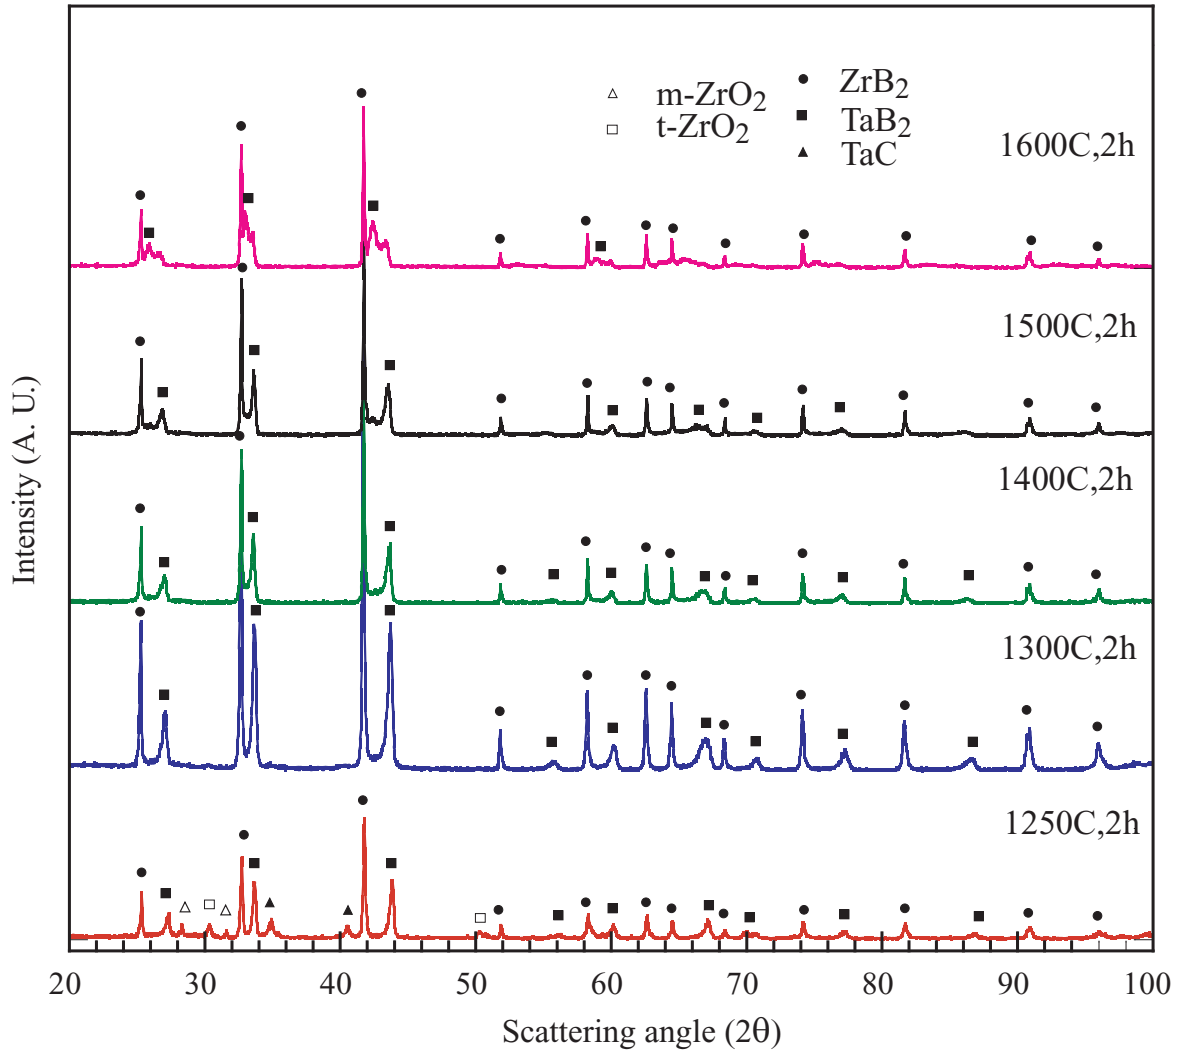 m-ZrO2
t-ZrO2
ZrB2
TaB2
TaC
1600C,2h
1500C,2h
1400C,2h
1300C,2h
1250C,2h
Intensity (A. U.)
20 30 40 50 60 70 80 90 100
Scattering angle (2θ)